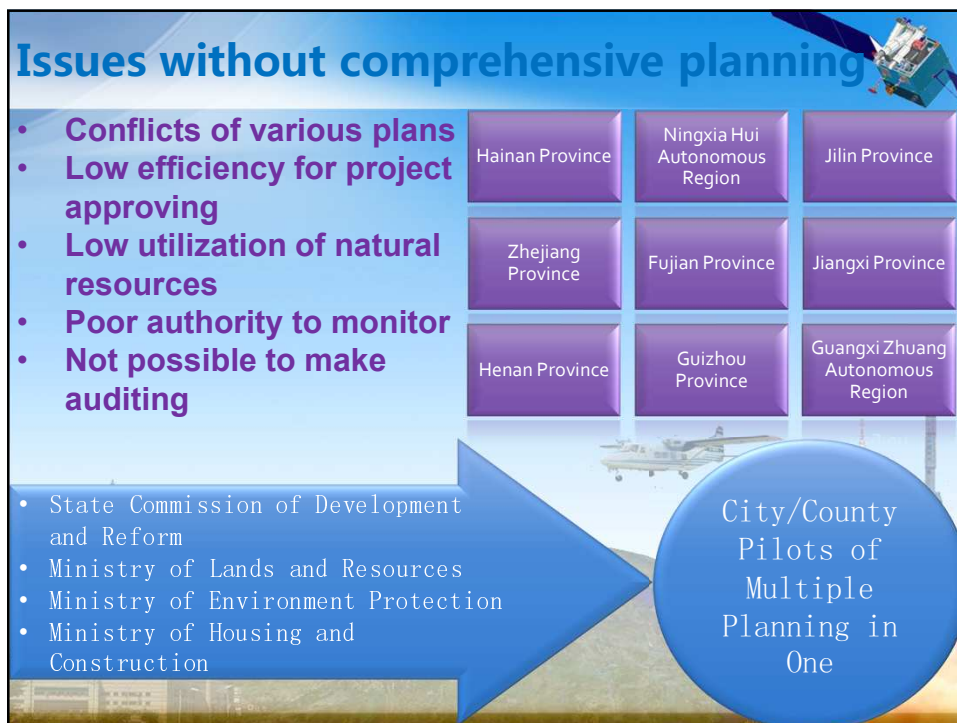 Issues without comprehensive planning
• Conflicts of various plans
• Low efficiency for project
approving
• Low utilization of natural
resources
• Poor authority to monitor
• Not possible to make
auditing
Hainan Province
Ningxia Hui
Autonomous
Region
Jilin Province
Zhejiang
Province
Fujian Province
Jiangxi Province
Henan Province
Guizhou
Province
Guangxi Zhuang
Autonomous
Region
• State Commission of Development
and Reform
• Ministry of Lands and Resources
• Ministry of Environment Protection
• Ministry of Housing and
Construction
City/County
Pilots of
Multiple
Planning in
One